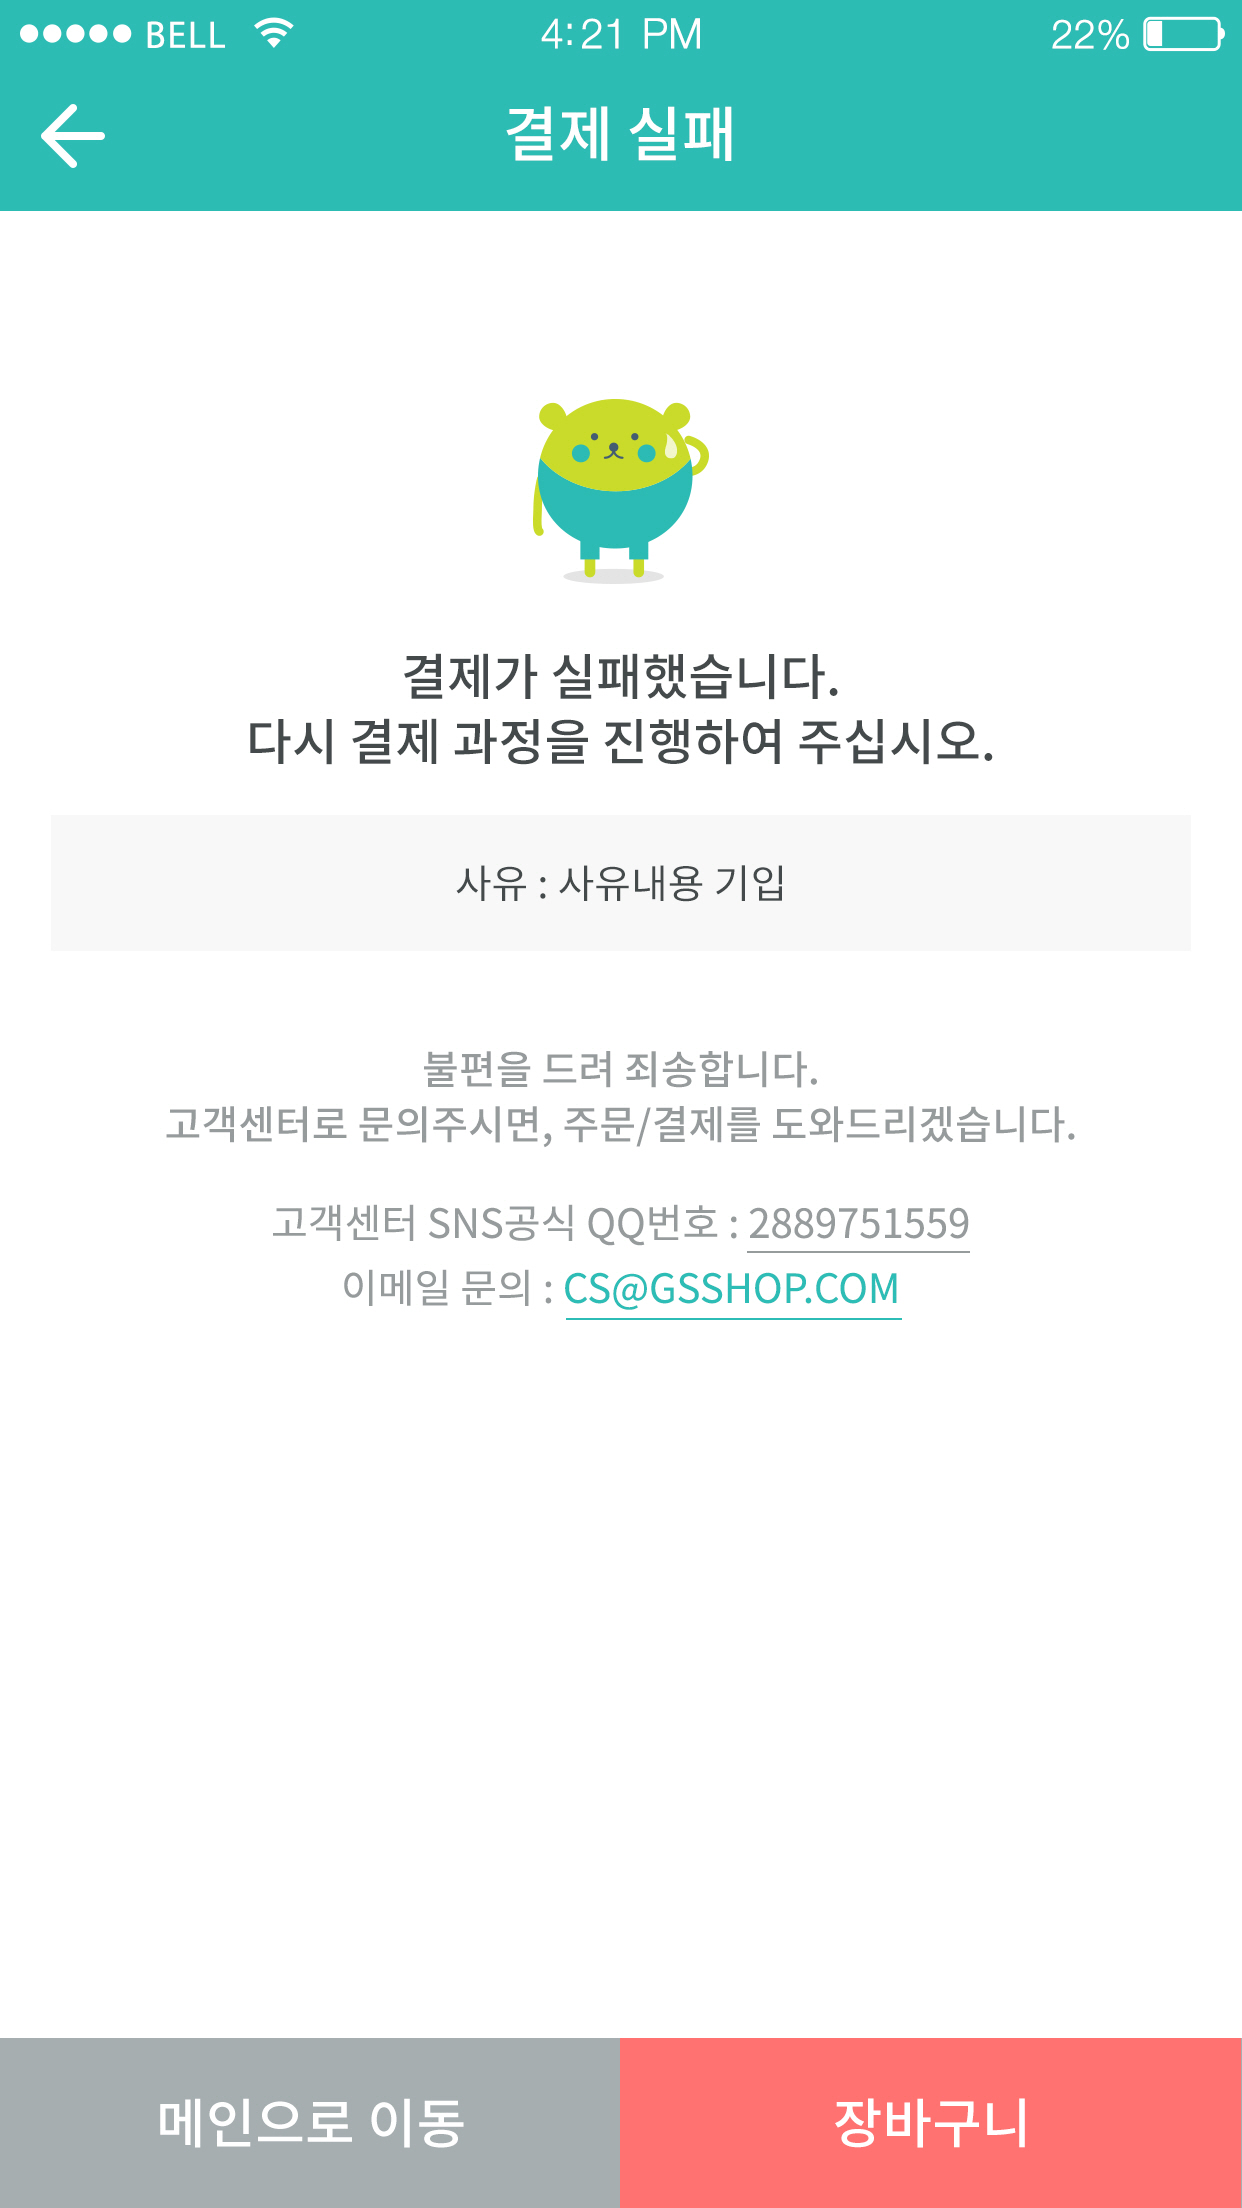 BELL 4:21 PM 22%
결제 실패
결제가 실패했습니다.
다시 결제 과정을 진행하여 주십시오.
사유 : 사유내용 기입
불편을 드려 죄송합니다.
고객센터로 문의주시면, 주문/결제를 도와드리겠습니다.
고객센터 SNS공식 QQ번호 : 2889751559
이메일 문의 : CS@GSSHOP.COM
메인으로 이동 장바구니